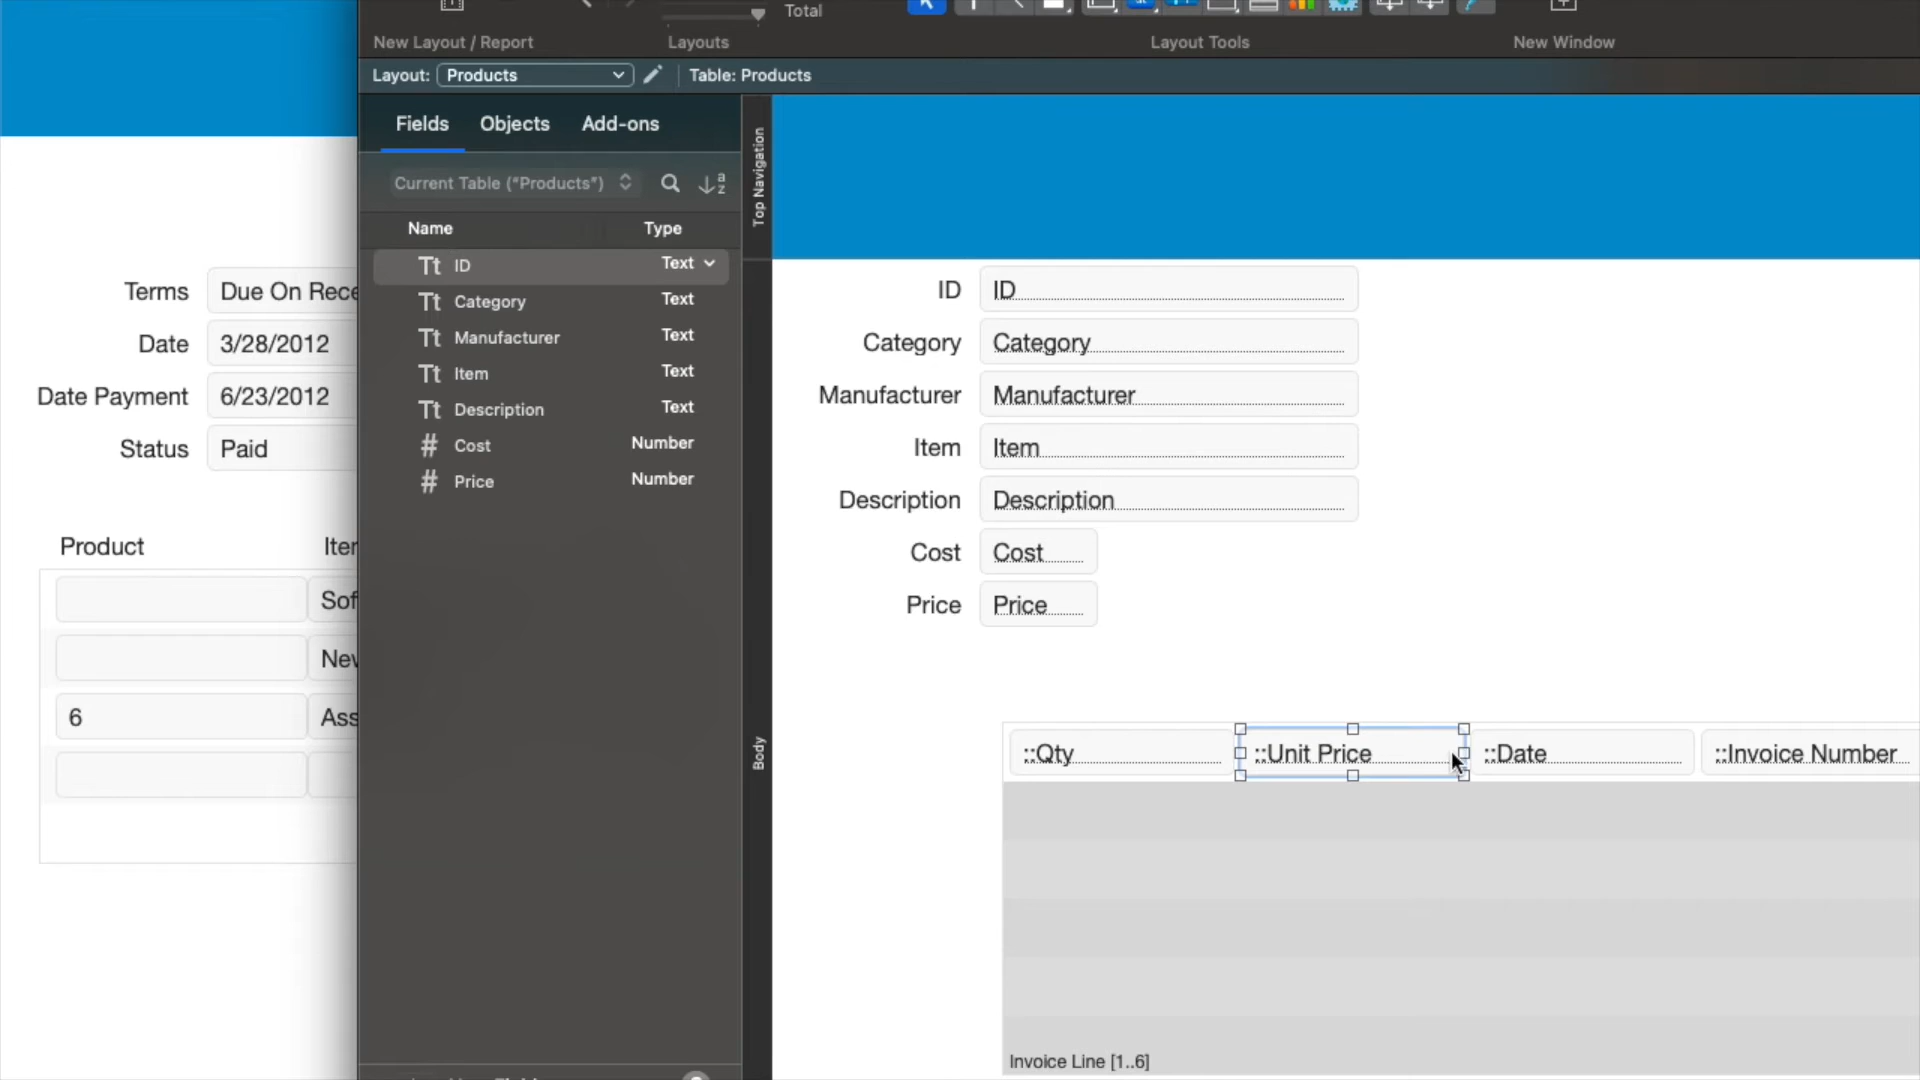 Total
New Layout / Report
Layouts
Layout Tools
New Window
Layout: Products
Table: Products
Fields Objects Add-ons
Current Table ("Products")
Name Type
ID Text
Category Text
Manufacturer Text
Item Text
Description Text
Cost Number
Price Number
Top Navigation
Body
ID ID
Category Category
Manufacturer Manufacturer
Item Item
Description Description
Cost Cost
Price Price
::Qty ::Unit Price ::Date ::Invoice Number
Invoice Line [1..6]
Terms Due On Rece
Date 3/28/2012
Date Payment 6/23/2012
Status Paid
Product Iter
Sof
Nev
6 Ass